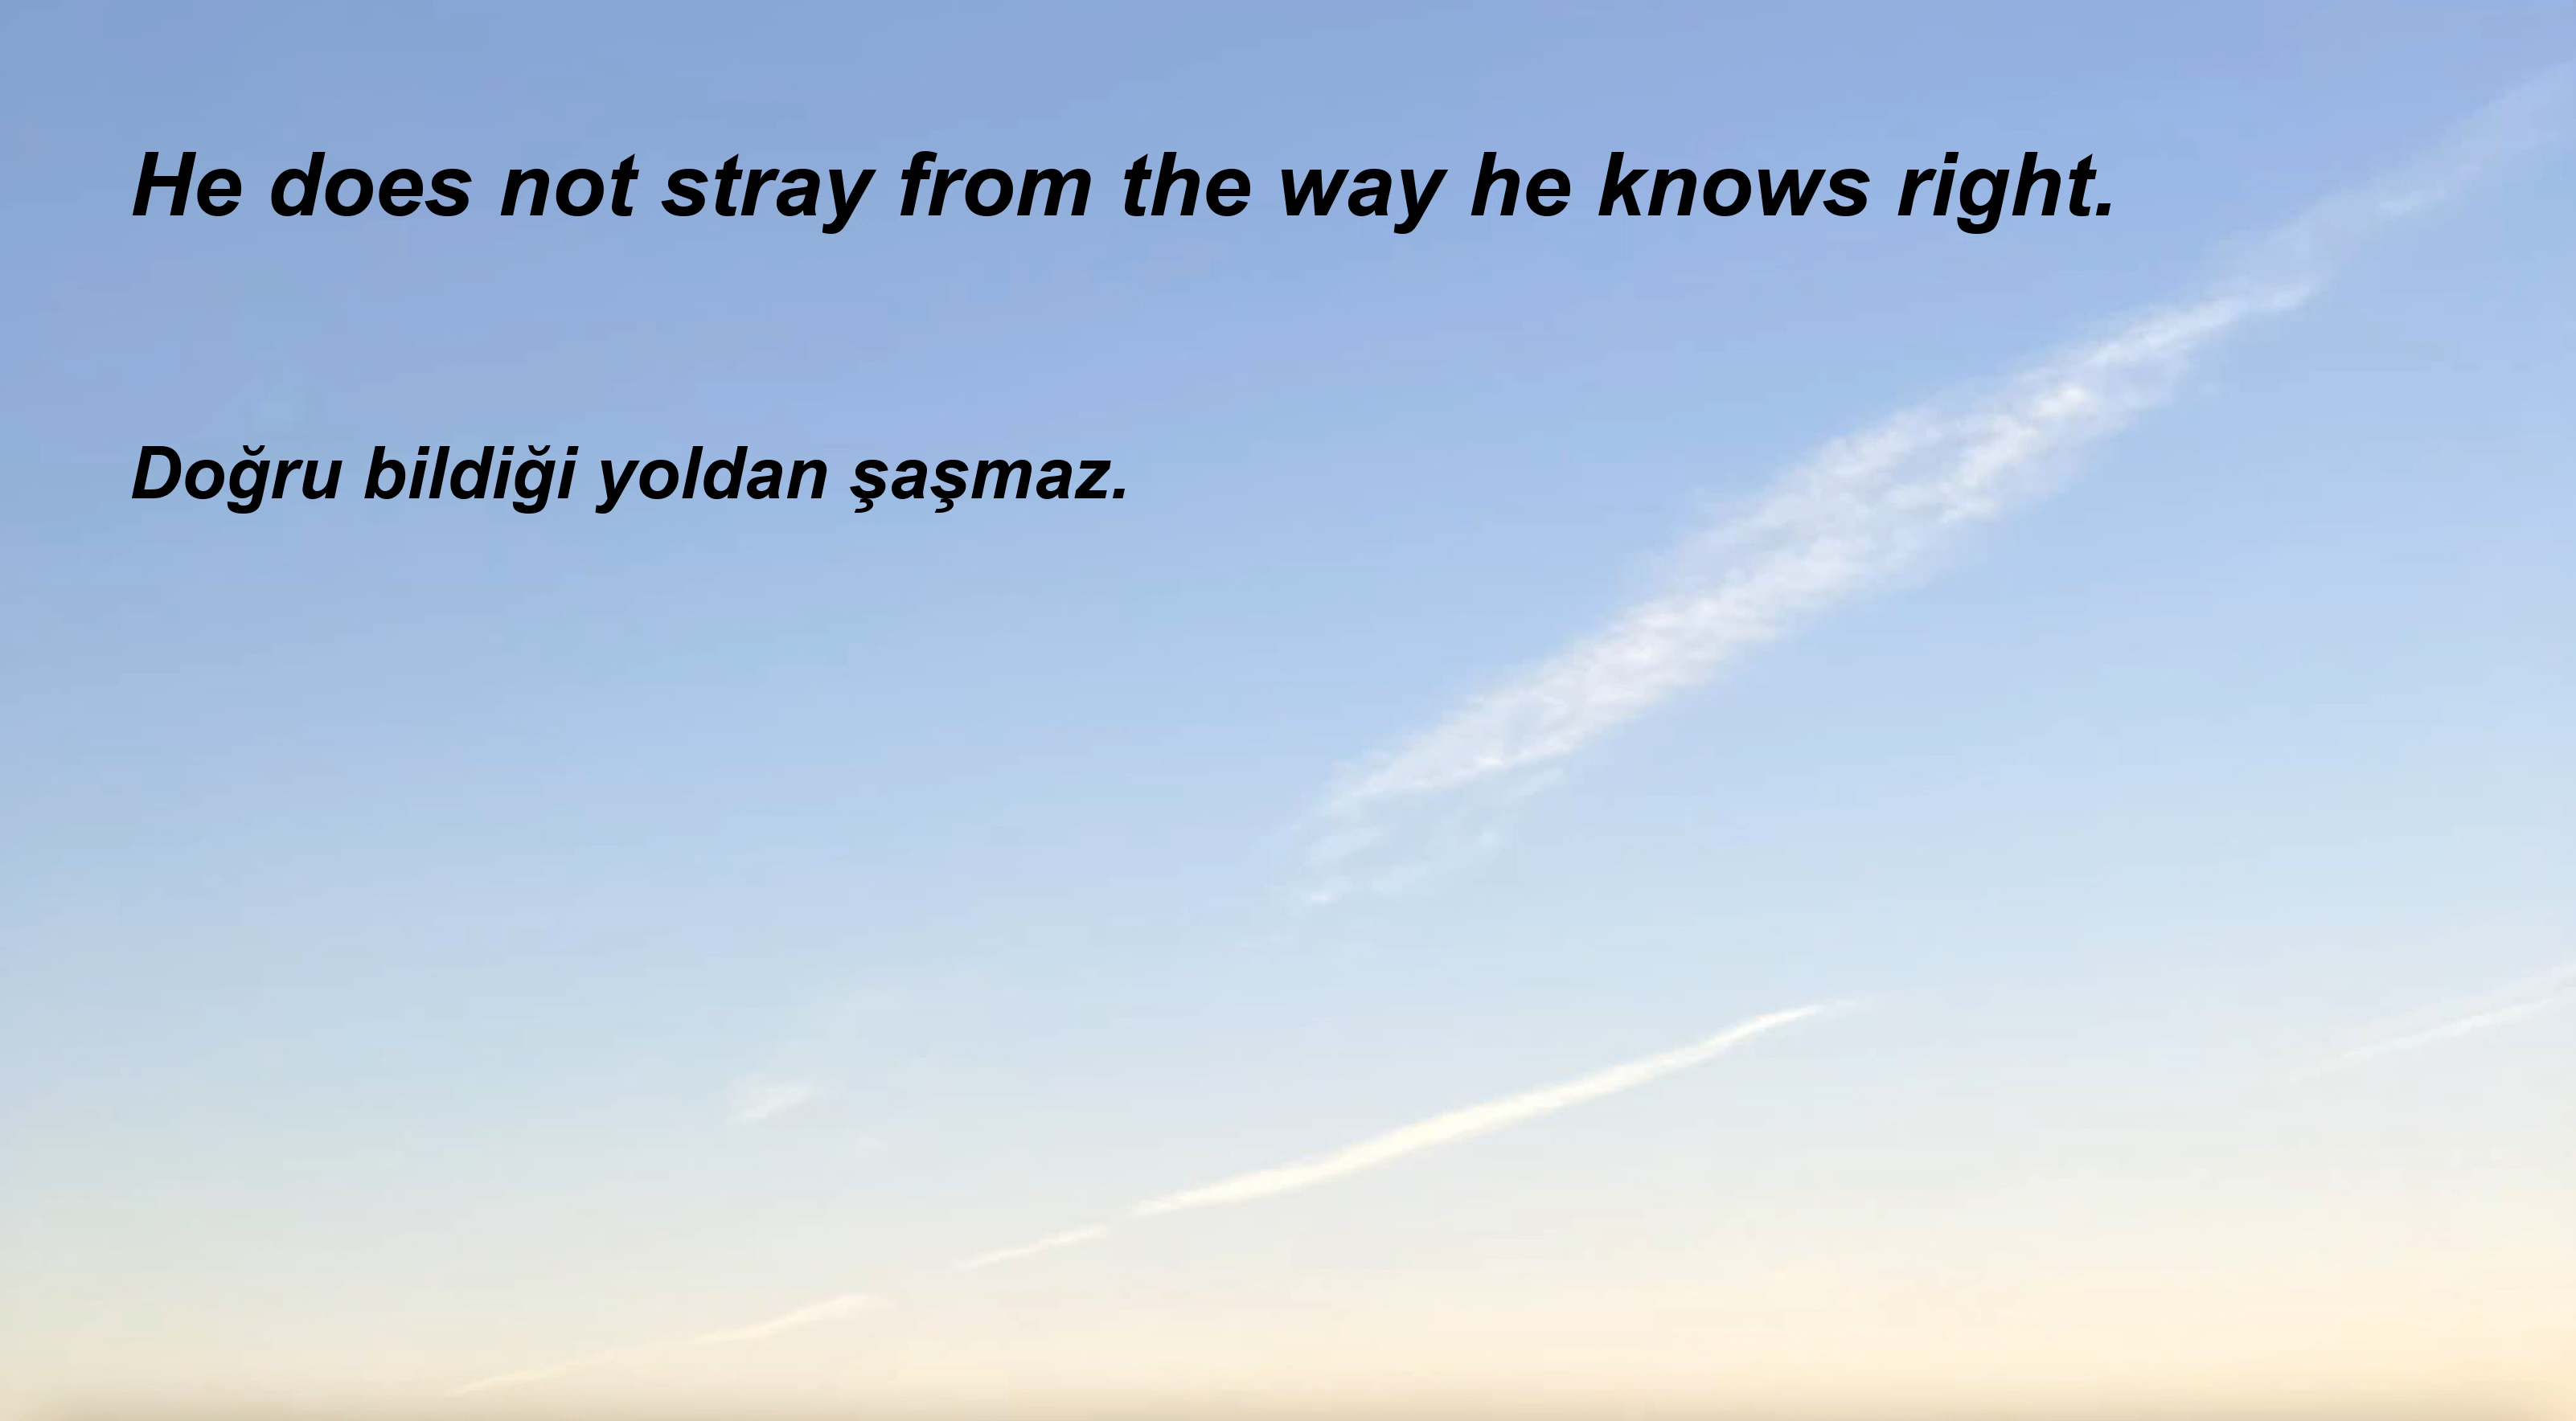 He does not stray from the way he knows right.
Doğru bildiği yoldan şaşmaz.